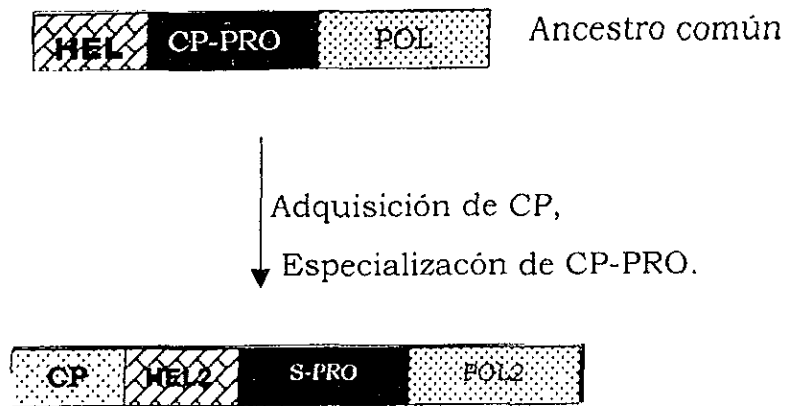 HEL CP-PRO POL Ancestro común
Adquisición de CP,
Especializacón de CP-PRO.
CP HEL2 S-PRO POL2